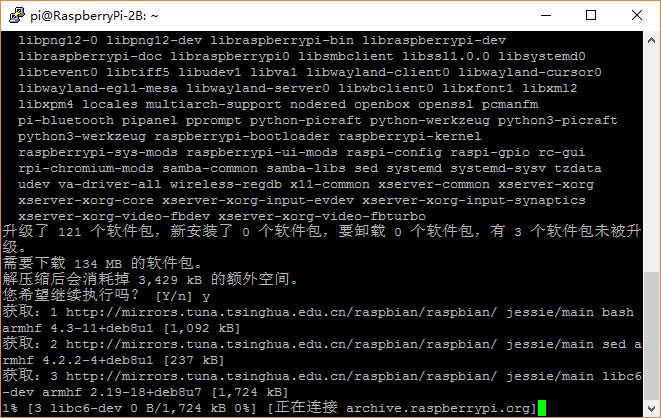 pi@RaspberryPi-2B: ~
libpng12-0 libpng12-dev libraspberrypi-bin libraspberrypi-dev
libraspberrypi-doc libraspberrypi0 libsmbclient libssl1.0.0 libsystemd0
libtevent0 libtiff5 libudev1 libva1 libwayland-client0 libwayland-cursor0
libwayland-egl1-mesa libwayland-server0 libwbclient0 libxfont1 libxml2
libxpm4 locales multiarch-support nodered openbox openssl pcmanfm
pi-bluetooth pipanel pprompt python-picraft python-werkzeug python3-picraft
python3-werkzeug raspberrypi-bootloader raspberrypi-kernel
raspberrypi-sys-mods raspberrypi-ui-mods raspi-config raspi-gpio rc-gui
rpi-chromium-mods samba-common samba-libs sed systemd systemd-sysv tzdata
udev va-driver-all wireless-regdb x11-common xserver-common xserver-xorg
xserver-xorg-core xserver-xorg-input-evdev xserver-xorg-input-synaptics
xserver-xorg-video-fbdev xserver-xorg-video-fbturbo
升级了 121 个软件包，新安装了 0 个软件包，要卸载 0 个软件包，有 3 个软件包未被升
级。
需要下载 134 MB 的软件包。
解压缩后会消耗掉 3,429 kB 的额外空间。
您希望继续执行吗？ [Y/n] y
获取：1 http://mirrors.tuna.tsinghua.edu.cn/raspbian/raspbian/ jessie/main bash
armhf 4.3-11+deb8u1 [1,092 kB]
获取：2 http://mirrors.tuna.tsinghua.edu.cn/raspbian/raspbian/ jessie/main sed a
rmhf 4.2.2-4+deb8u1 [237 kB]
获取：3 http://mirrors.tuna.tsinghua.edu.cn/raspbian/raspbian/ jessie/main libc6
-dev armhf 2.19-18+deb8u7 [1,724 kB]
1% [3 libc6-dev 0 B/1,724 kB 0%] [正在连接 archive.raspberrypi.org]